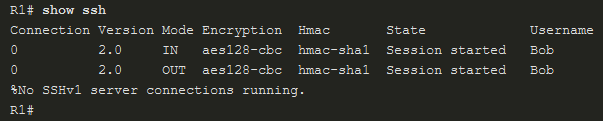 R1# show ssh
Connection Version Mode Encryption Hmac State Username
0 2.0 IN aes128-cbc hmac-sha1 Session started Bob
0 2.0 OUT aes128-cbc hmac-sha1 Session started Bob
%No SSHv1 server connections running.
R1#